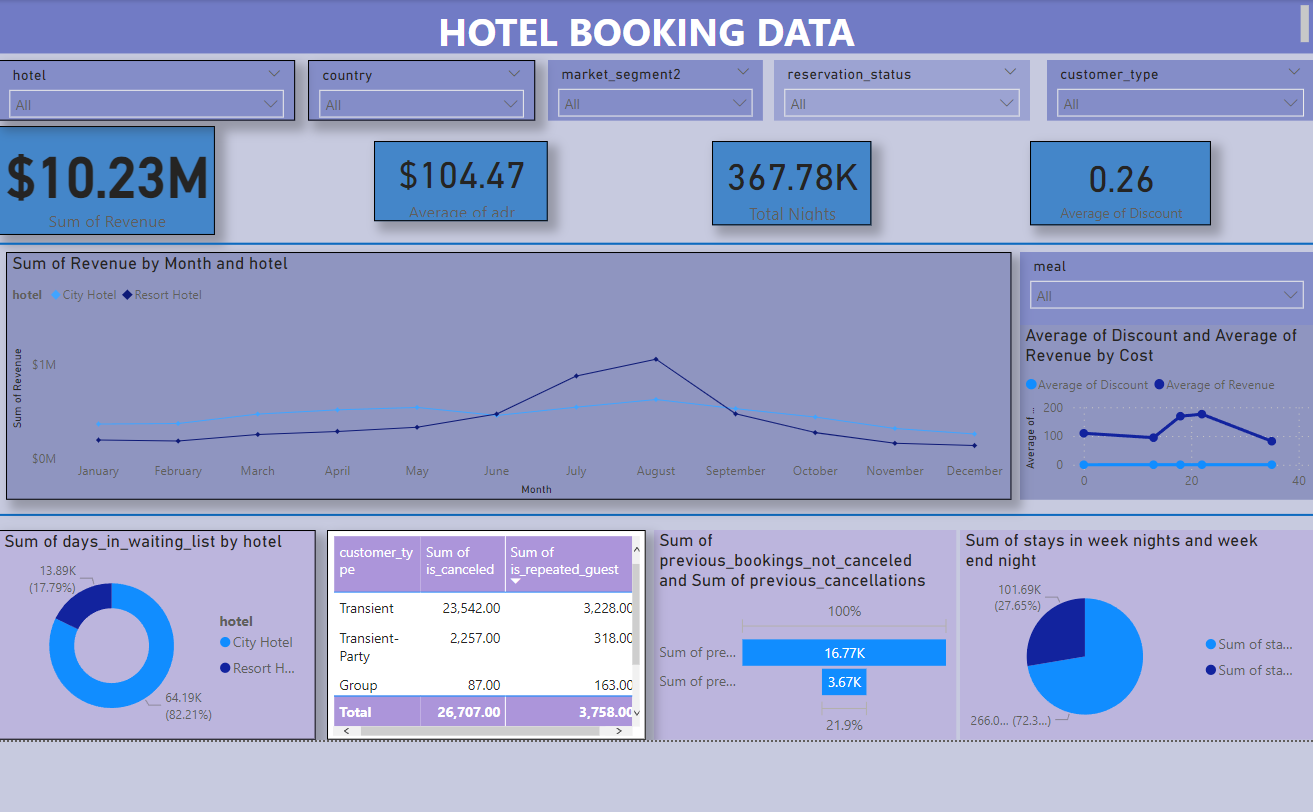 HOTEL BOOKING DATA
hotel
All
country
All
market_segment2
All
reservation_status
All
customer_type
All
$10.23M
Sum of Revenue
$104.47
Average of adr
367.78K
Total Nights
0.26
Average of Discount
Sum of Revenue by Month and hotel
hotel City Hotel Resort Hotel
Sum of Revenue
$1M
$0M
January February March April May June July August September October November December
Month
meal
All
Average of Discount and Average of
Revenue by Cost
Average of Discount Average of Revenue
Average of ...
200
100
0
0 20 40
Sum of days_in_waiting_list by hotel
13.89K
(17.79%)
hotel
City Hotel
Resort H...
64.19K
(82.21%)
customer_ty
pe
Sum of
is_canceled
Sum of
is_repeated_guest
Transient 23,542.00 3,228.00
Transient- 2,257.00 318.00
Party
Group 87.00 163.00
Total 26,707.00 3,758.00
Sum of
previous_bookings_not_canceled
and Sum of previous_cancellations
100%
Sum of pre... 16.77K
Sum of pre... 3.67K
21.9%
Sum of stays in week nights and week
end night
101.69K
(27.65%)
Sum of sta...
Sum of sta...
266.0... (72.3...)